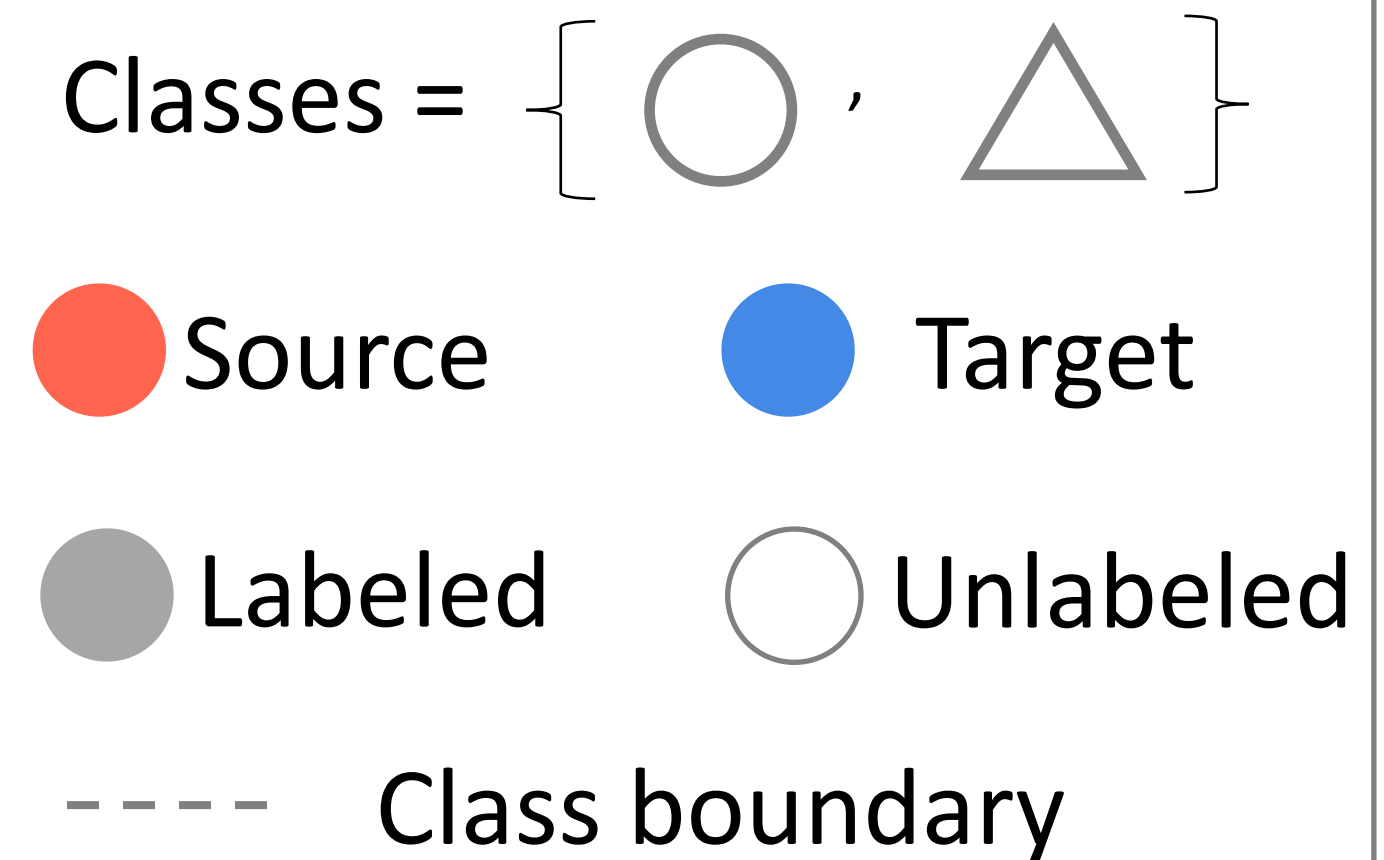 Classes = { , }
Source
Target
Labeled
Unlabeled
Class boundary